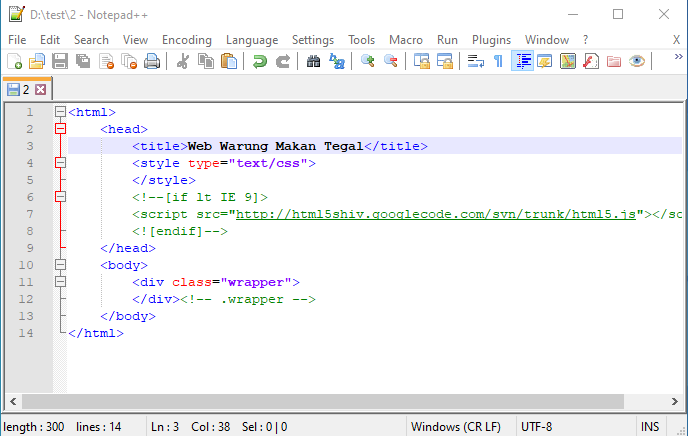 D:\test\2 - Notepad++
File Edit Search View Encoding Language Settings Tools Macro Run Plugins Window ? X
2
1 <html>
2 <head>
3 <title>Web Warung Makan Tegal</title>
4 <style type="text/css">
5 </style>
6 <!--[if lt IE 9]>
7 <script src="http://html5shiv.googlecode.com/svn/trunk/html5.js"></sc
8 <![endif]-->
9 </head>
10 <body>
11 <div class="wrapper">
12 </div><!-- .wrapper -->
13 </body>
14 </html>
length : 300 lines : 14 Ln : 3 Col : 38 Sel : 0 | 0 Windows (CR LF) UTF-8 INS